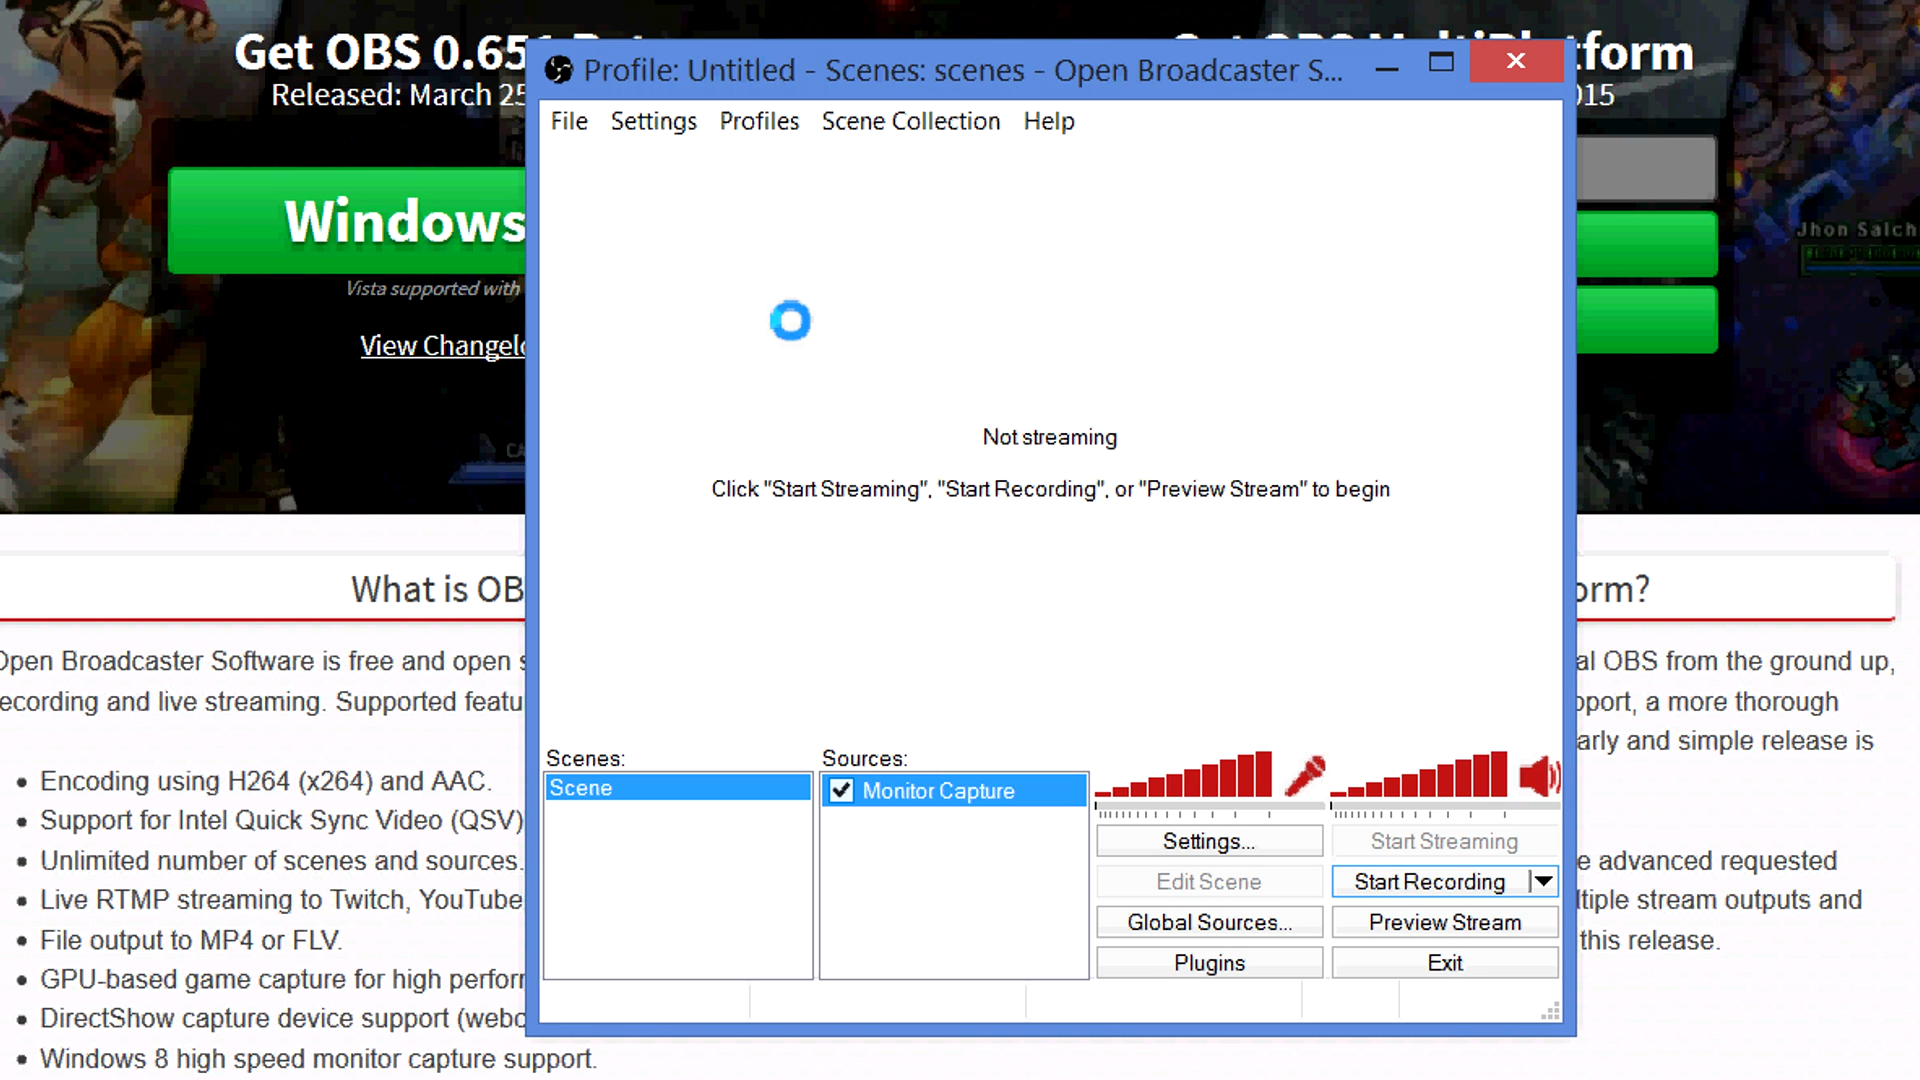 Get OBS 0.651
Released: March 25
Windows
Vista supported with
View Changelo
tform
015
Jhon Salch
Profile: Untitled - Scenes: scenes - Open Broadcaster S...
File Settings Profiles Scene Collection Help
Not streaming
Click "Start Streaming", "Start Recording", or "Preview Stream" to begin
Scenes:
Scene
Sources:
Monitor Capture
Settings...
Start Streaming
Edit Scene
Start Recording
Global Sources...
Preview Stream
Plugins
Exit
What is OB
Open Broadcaster Software is free and open s
ecording and live streaming. Supported featu
Encoding using H264 (x264) and AAC.
Support for Intel Quick Sync Video (QSV)
Unlimited number of scenes and sources.
Live RTMP streaming to Twitch, YouTube
File output to MP4 or FLV.
GPU-based game capture for high perforr
DirectShow capture device support (webc
Windows 8 high speed monitor capture support.
orm?
al OBS from the ground up,
pport, a more thorough
arly and simple release is
e advanced requested
ltiple stream outputs and
this release.